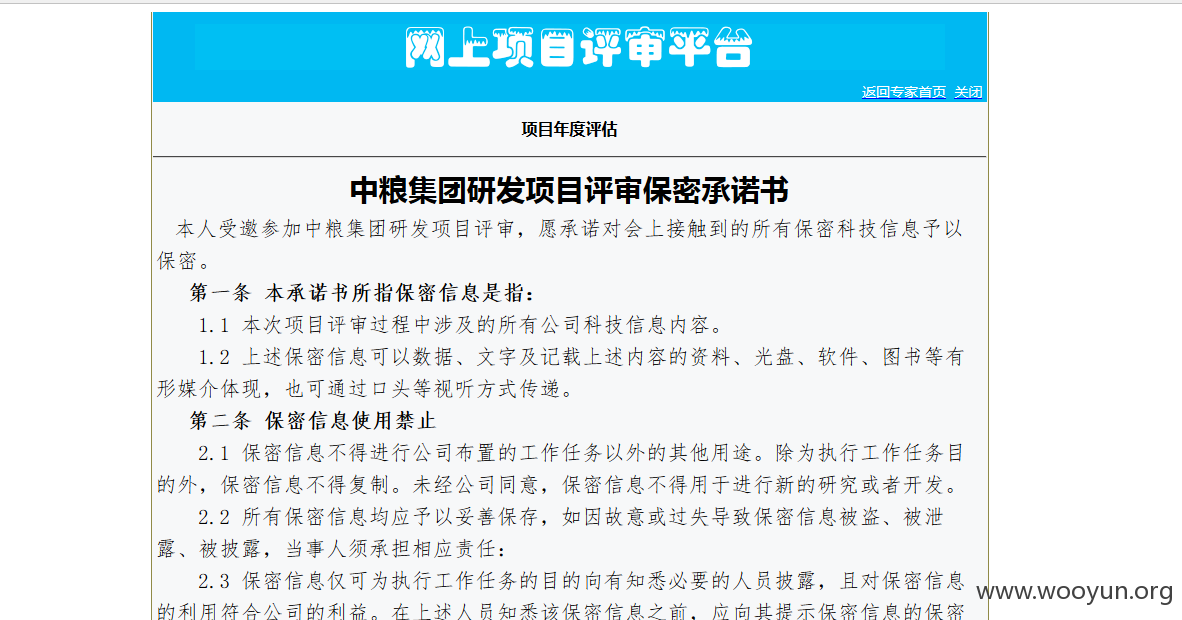 网上项目评审平台
返回专家首页 关闭
项目年度评估
中粮集团研发项目评审保密承诺书
本人受邀参加中粮集团研发项目评审，愿承诺对会上接触到的所有保密科技信息予以
保密。
第一条 本承诺书所指保密信息是指：
1.1 本次项目评审过程中涉及的所有公司科技信息内容。
1.2 上述保密信息可以数据、文字及记载上述内容的资料、光盘、软件、图书等有
形媒介体现，也可通过口头等视听方式传递。
第二条 保密信息使用禁止
2.1 保密信息不得进行公司布置的工作任务以外的其他用途。除为执行工作任务目
的外，保密信息不得复制。未经公司同意，保密信息不得用于进行新的研究或者开发。
2.2 所有保密信息均应予以妥善保存，如因故意或过失导致保密信息被盗、被泄
露、被披露，当事人须承担相应责任：
2.3 保密信息仅可为执行工作任务的目的向有知悉必要的人员披露，且对保密信息
的利用符合公司的利益。在上述人员知悉该保密信息之前，应向其提示保密信息的保密
www.wooyun.org